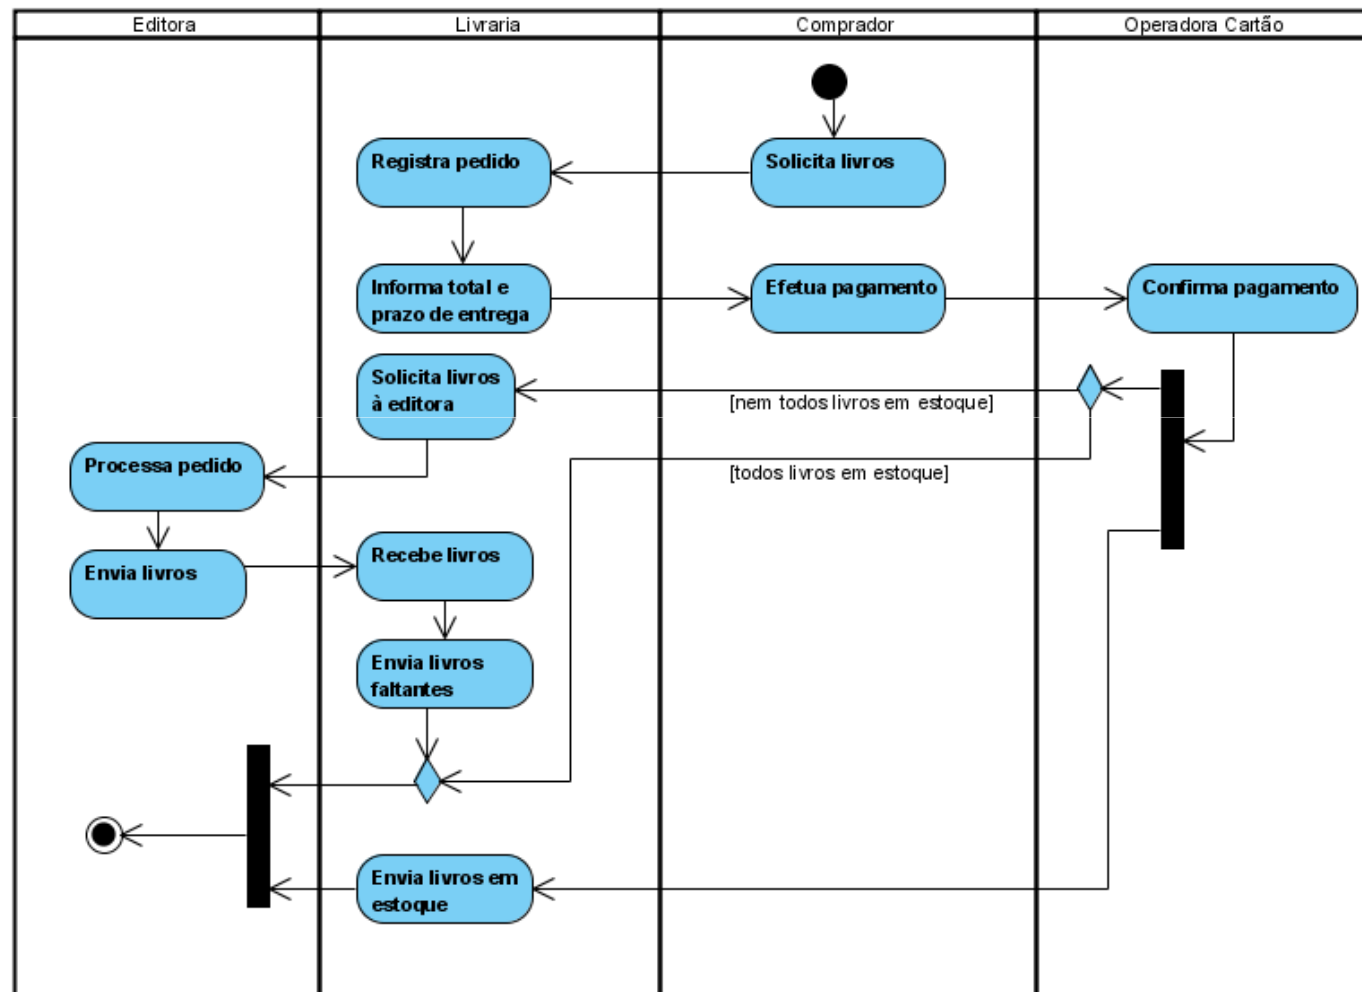 Editora
Livraria
Comprador
Operadora Cartão
Registra pedido
Solicita livros
Informa total e
prazo de entrega
Efetua pagamento
Confirma pagamento
Solicita livros
à editora
[nem todos livros em estoque]
Processa pedido
[todos livros em estoque]
Envia livros
Recebe livros
Envia livros
faltantes
Envia livros em
estoque